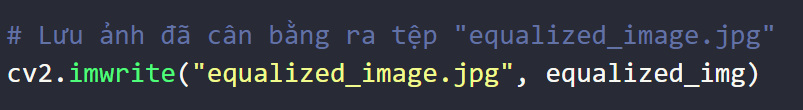 # Lưu ảnh đã cân bằng ra tệp "equalized_image.jpg"
cv2.imwrite("equalized_image.jpg", equalized_img)